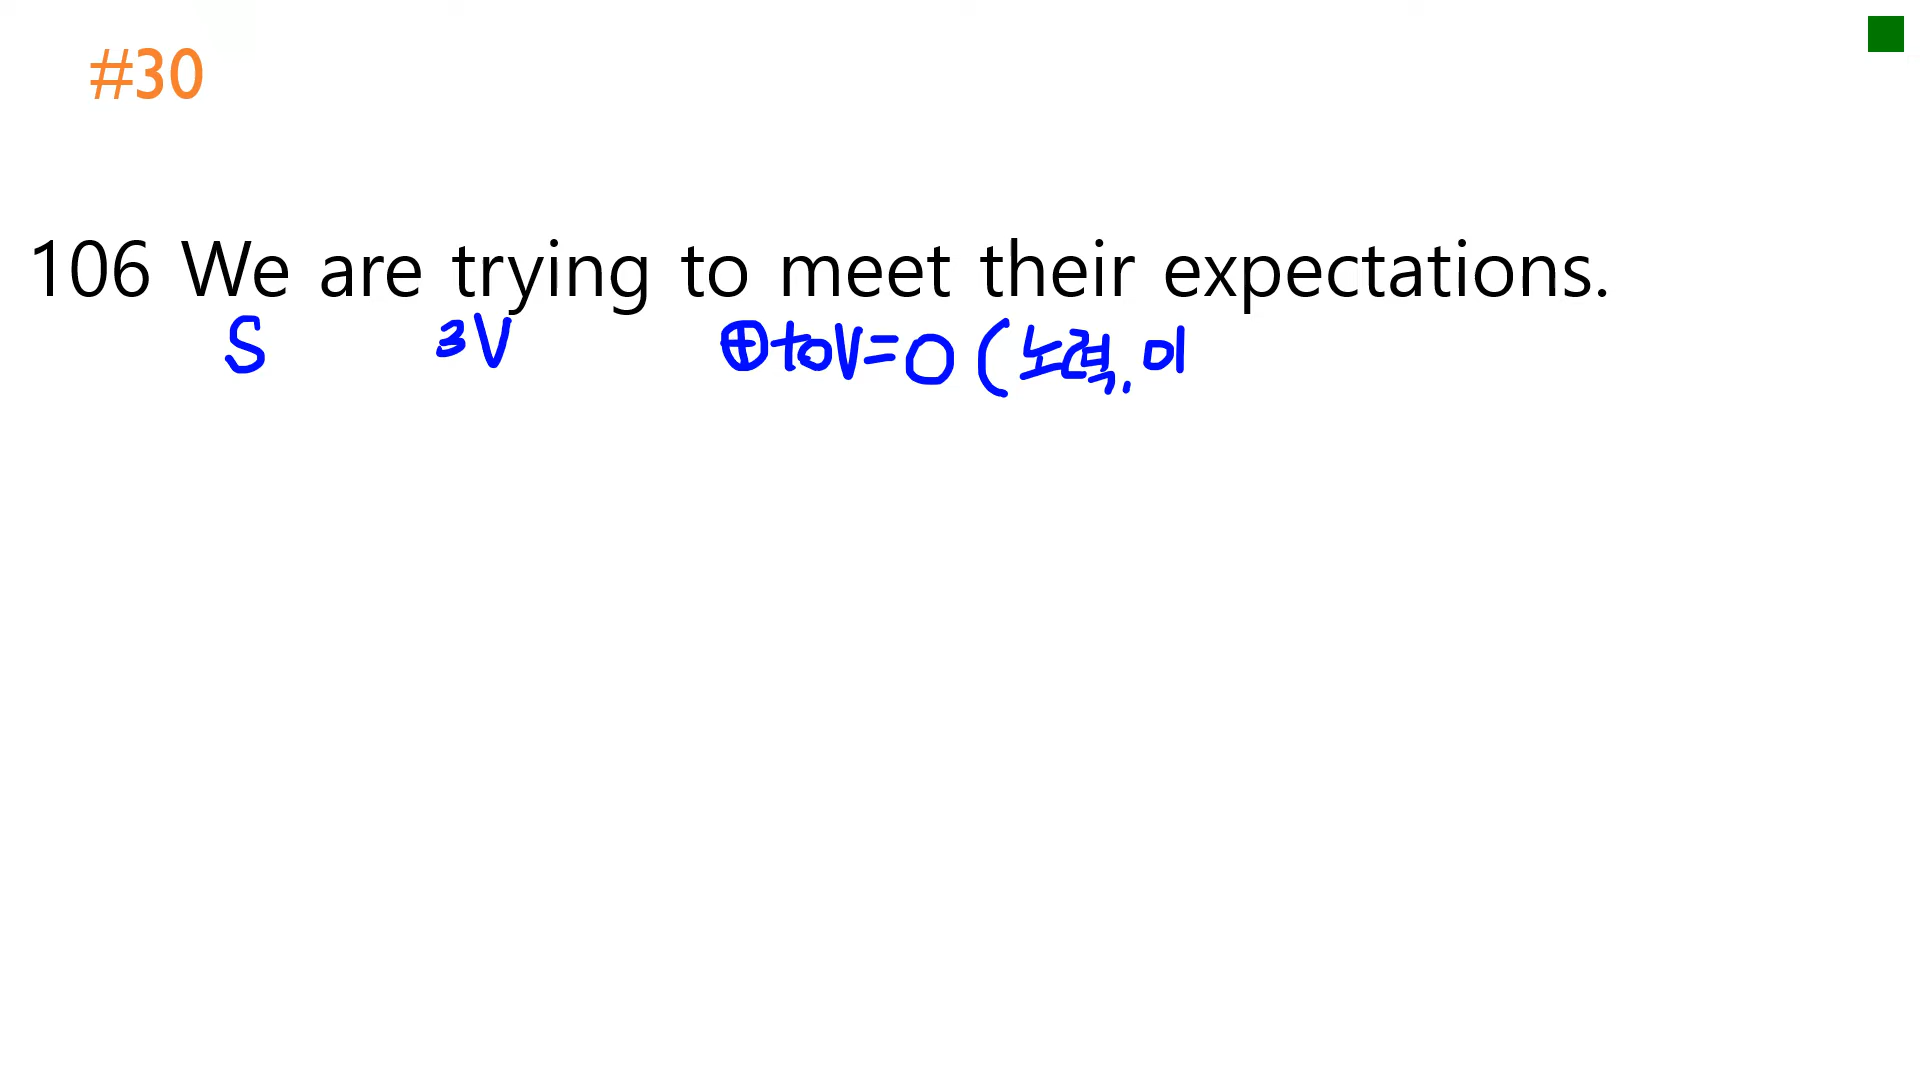 #30
106 We are trying to meet their expectations.
S ³V ⊕toV=O (노력, 미